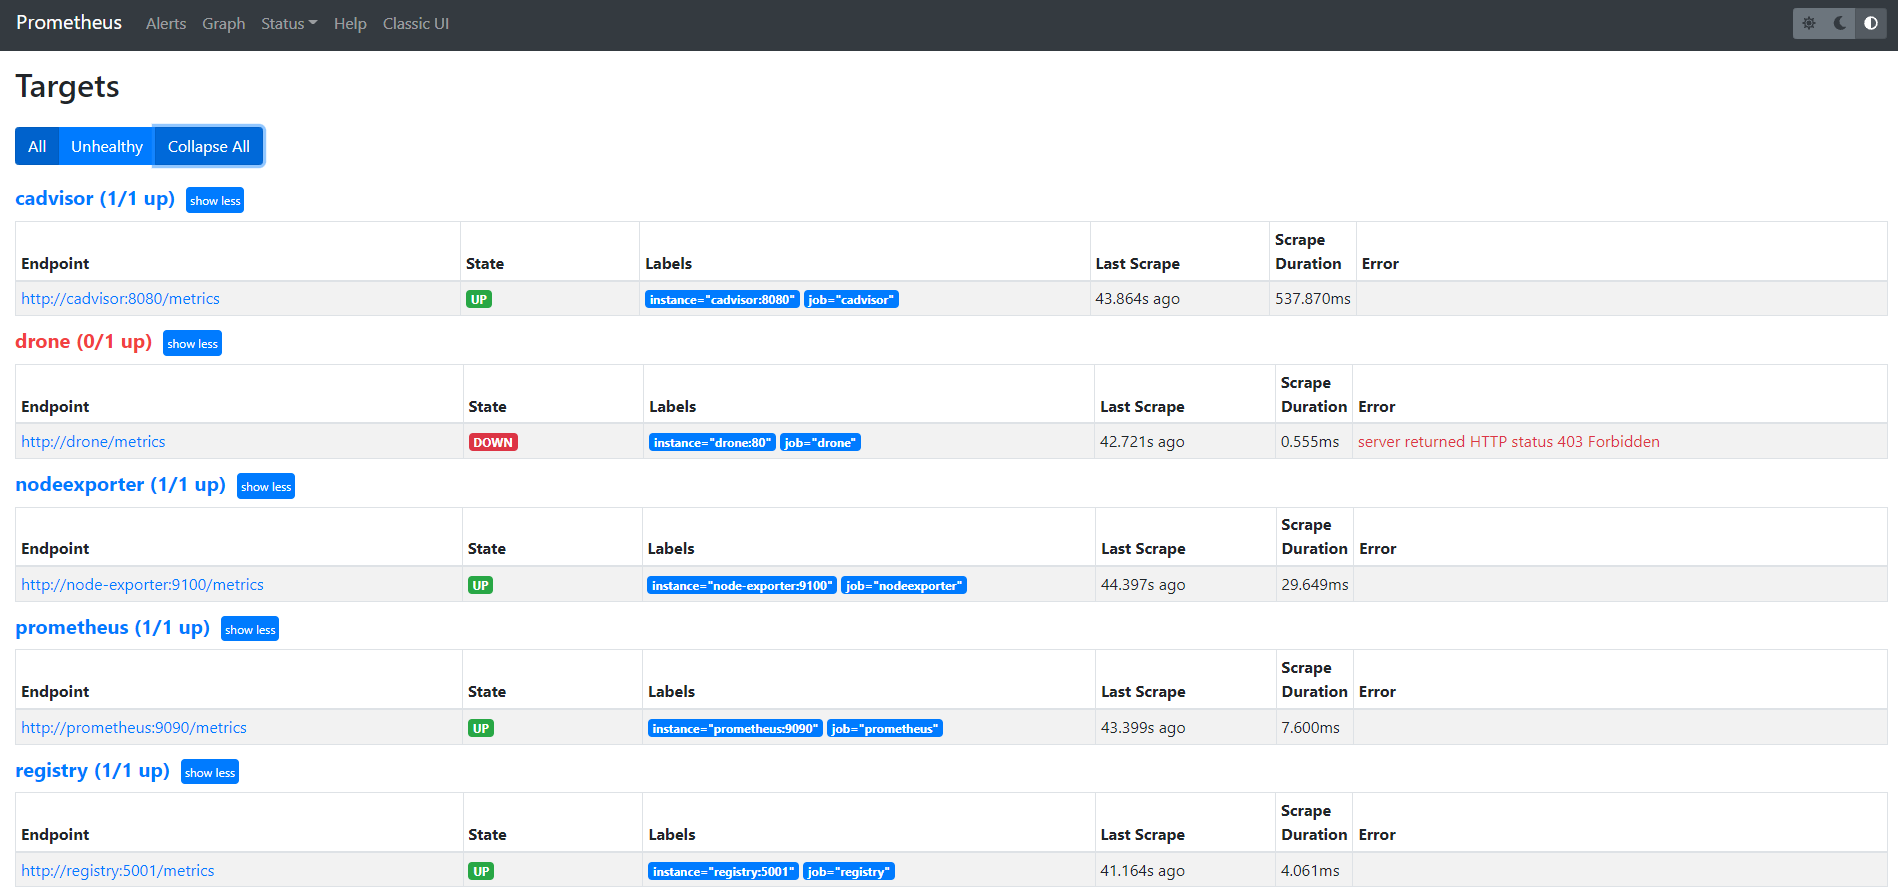 Prometheus Alerts Graph Status Help Classic UI
Targets
All Unhealthy Collapse All
cadvisor (1/1 up) show less
Endpoint State Labels Last Scrape Scrape Duration Error
http://cadvisor:8080/metrics UP instance="cadvisor:8080" job="cadvisor" 43.864s ago 537.870ms
drone (0/1 up) show less
Endpoint State Labels Last Scrape Scrape Duration Error
http://drone/metrics DOWN instance="drone:80" job="drone" 42.721s ago 0.555ms server returned HTTP status 403 Forbidden
nodeexporter (1/1 up) show less
Endpoint State Labels Last Scrape Scrape Duration Error
http://node-exporter:9100/metrics UP instance="node-exporter:9100" job="nodeexporter" 44.397s ago 29.649ms
prometheus (1/1 up) show less
Endpoint State Labels Last Scrape Scrape Duration Error
http://prometheus:9090/metrics UP instance="prometheus:9090" job="prometheus" 43.399s ago 7.600ms
registry (1/1 up) show less
Endpoint State Labels Last Scrape Scrape Duration Error
http://registry:5001/metrics UP instance="registry:5001" job="registry" 41.164s ago 4.061ms